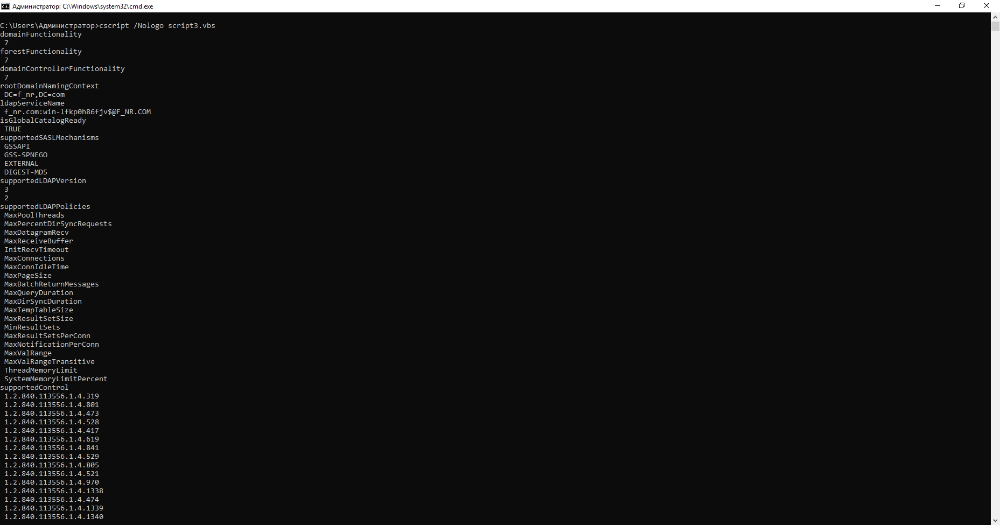 Администратор: C:\Windows\system32\cmd.exe
C:\Users\Администратор>cscript /Nologo script3.vbs
domainFunctionality
7
forestFunctionality
7
domainControllerFunctionality
7
rootDomainNamingContext
DC=f_nr,DC=com
ldapServiceName
f_nr.com:win-lfkp0h86fjv$@F_NR.COM
isGlobalCatalogReady
TRUE
supportedSASLMechanisms
GSSAPI
GSS-SPNEGO
EXTERNAL
DIGEST-MD5
supportedLDAPVersion
3
2
supportedLDAPPolicies
MaxPoolThreads
MaxPercentDirSyncRequests
MaxDatagramRecv
MaxReceiveBuffer
InitRecvTimeout
MaxConnections
MaxConnIdleTime
MaxPageSize
MaxBatchReturnMessages
MaxQueryDuration
MaxDirSyncDuration
MaxTempTableSize
MaxResultSetSize
MinResultSets
MaxResultSetsPerConn
MaxNotificationPerConn
MaxValRange
MaxValRangeTransitive
ThreadMemoryLimit
SystemMemoryLimitPercent
supportedControl
1.2.840.113556.1.4.319
1.2.840.113556.1.4.801
1.2.840.113556.1.4.473
1.2.840.113556.1.4.528
1.2.840.113556.1.4.417
1.2.840.113556.1.4.619
1.2.840.113556.1.4.841
1.2.840.113556.1.4.529
1.2.840.113556.1.4.805
1.2.840.113556.1.4.521
1.2.840.113556.1.4.970
1.2.840.113556.1.4.1338
1.2.840.113556.1.4.474
1.2.840.113556.1.4.1339
1.2.840.113556.1.4.1340